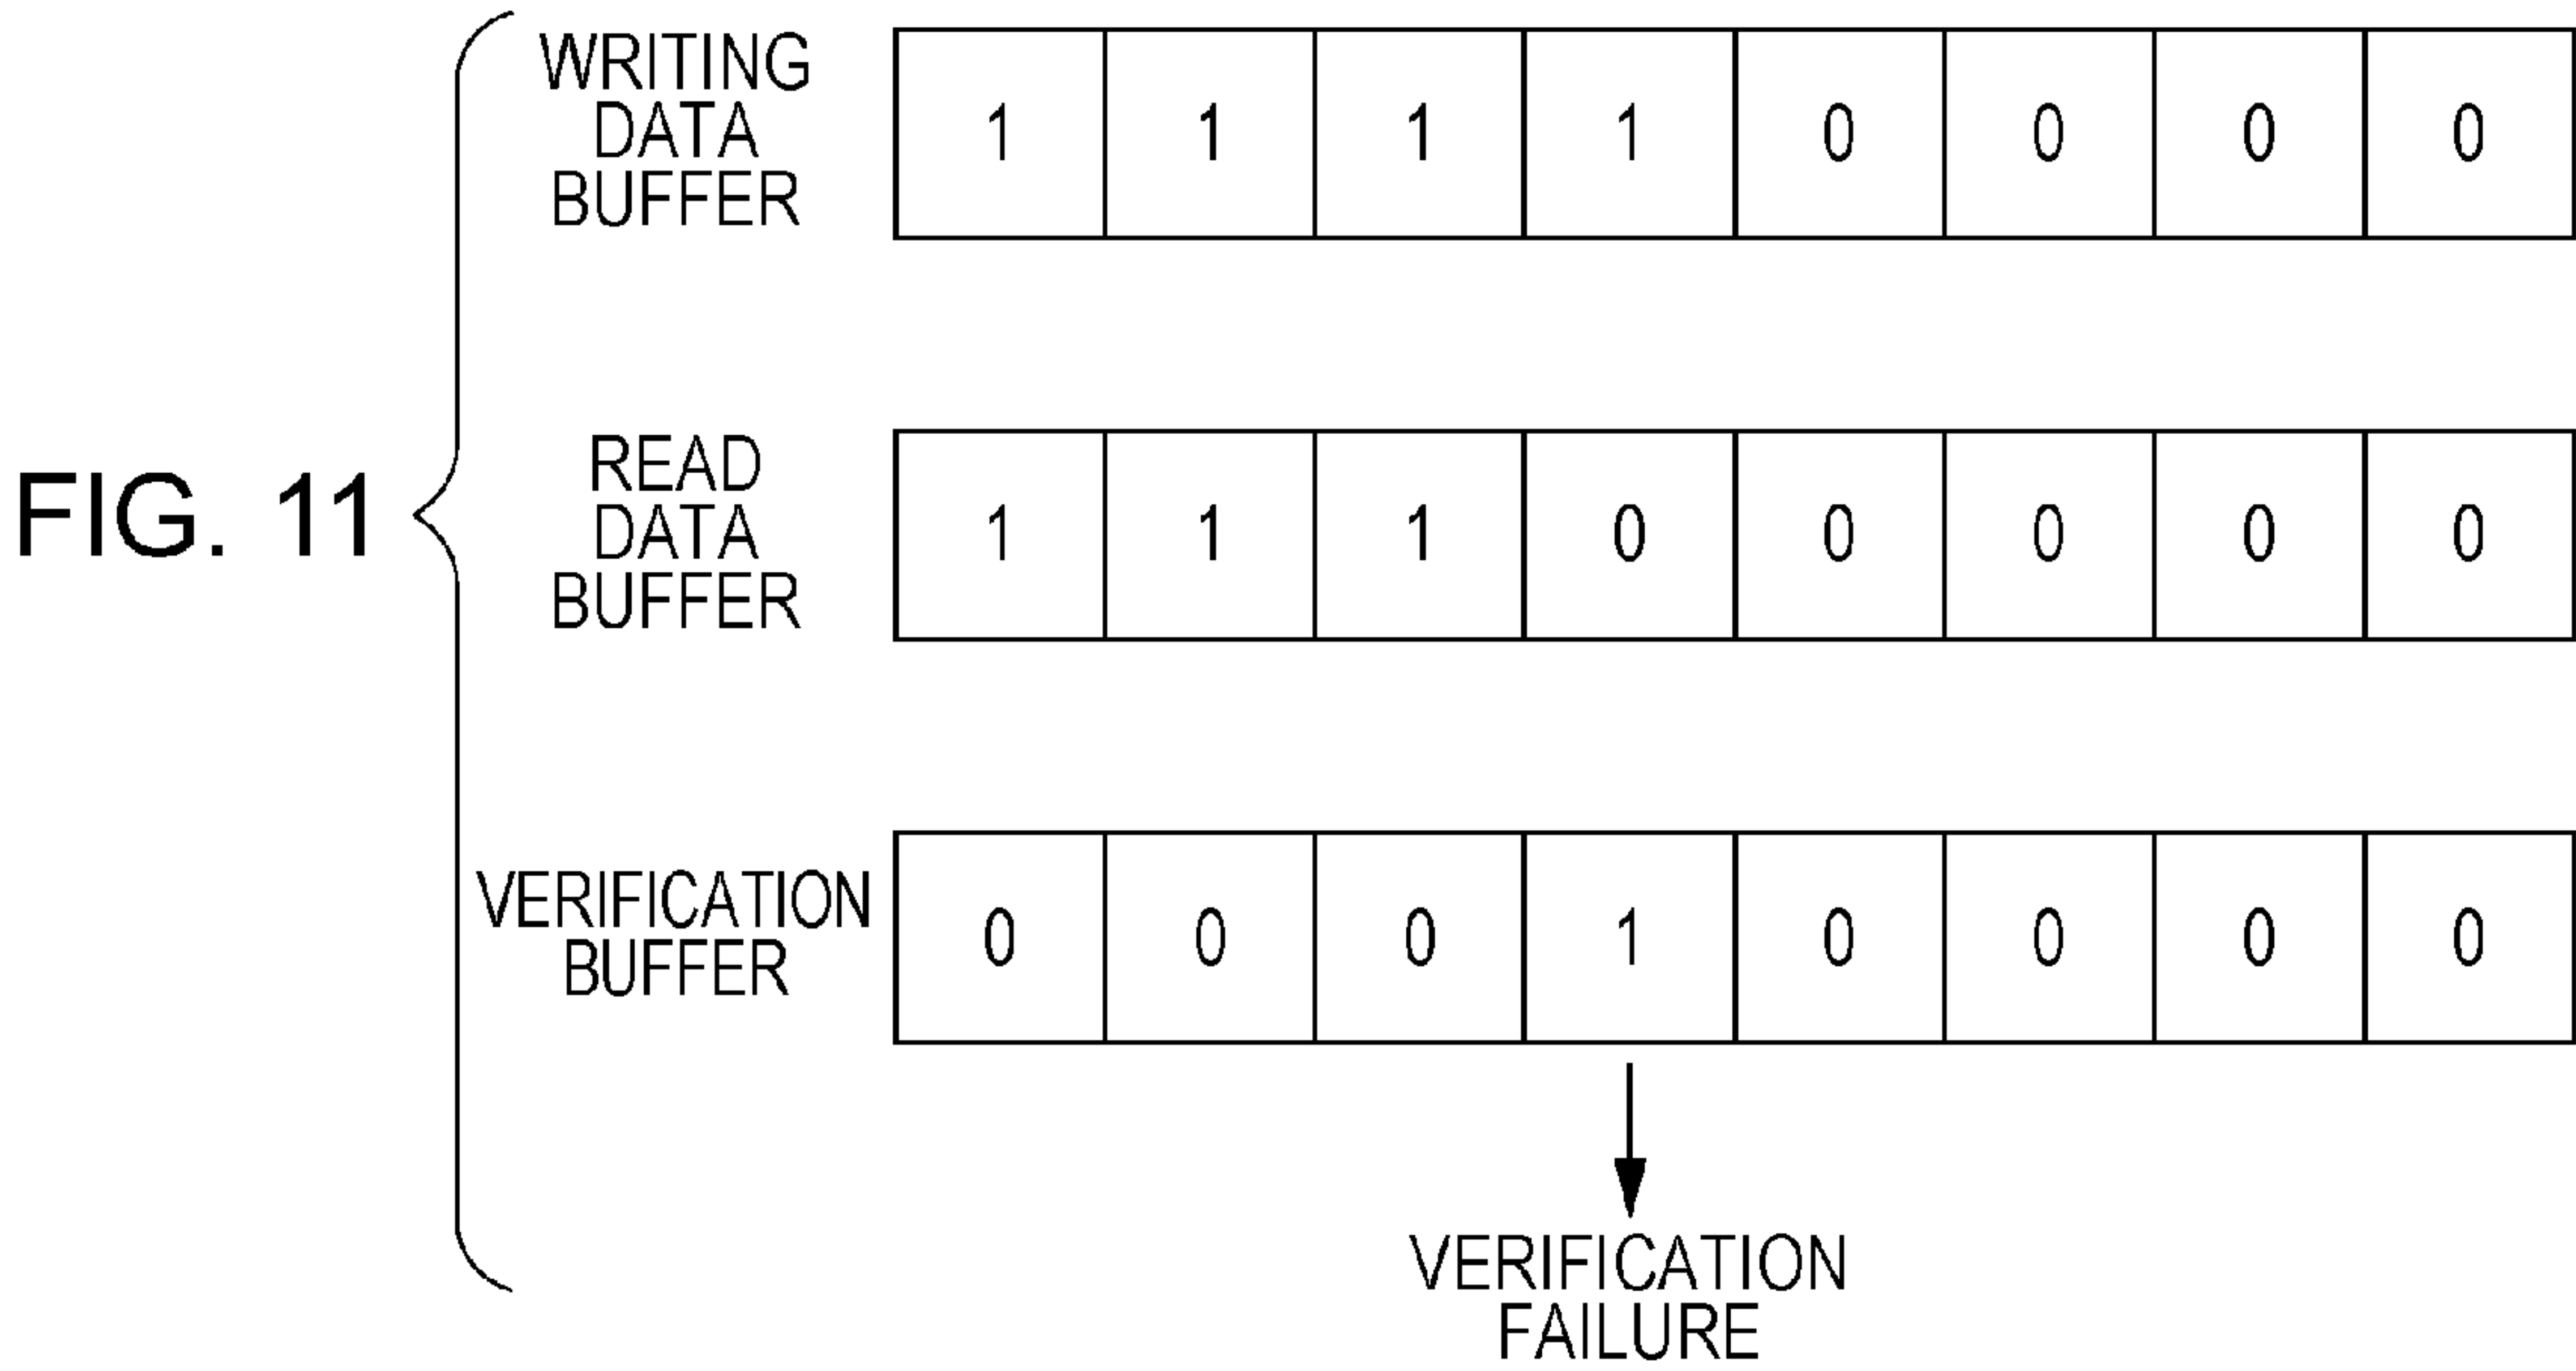 FIG. 11
WRITING
DATA
BUFFER
1 1 1 1 0 0 0 0
READ
DATA
BUFFER
1 1 1 0 0 0 0 0
VERIFICATION
BUFFER
0 0 0 1 0 0 0 0
VERIFICATION
FAILURE